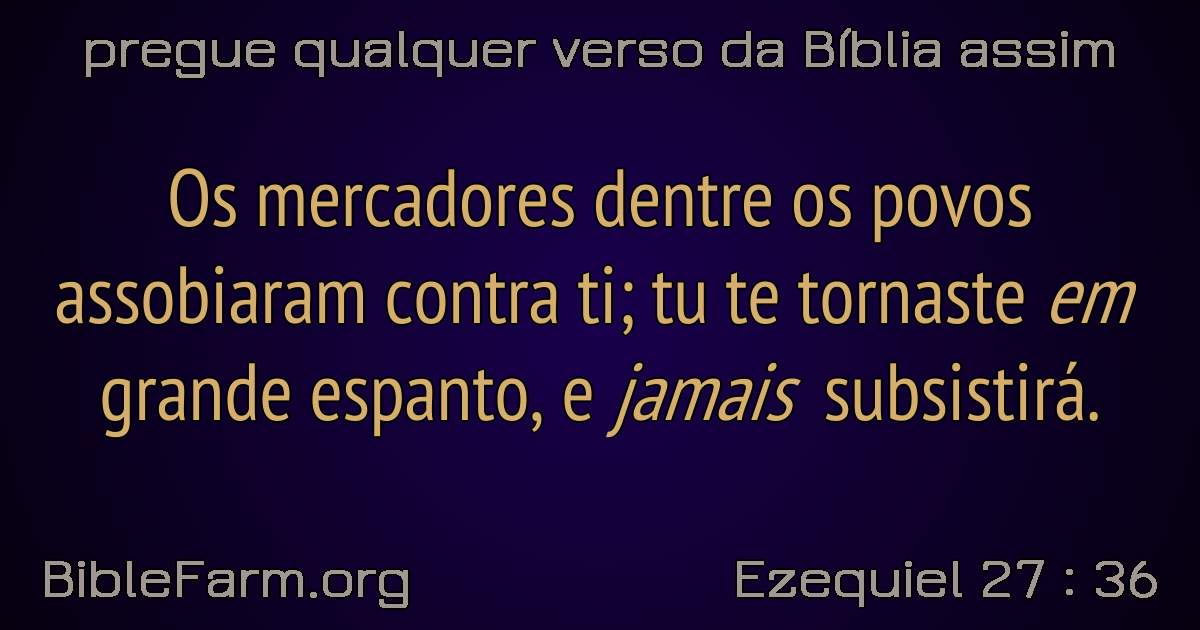 pregue qualquer verso da Bíblia assim
Os mercadores dentre os povos
assobiaram contra ti; tu te tornaste em
grande espanto, e jamais subsistirá.
BibleFarm.org
Ezequiel 27 : 36